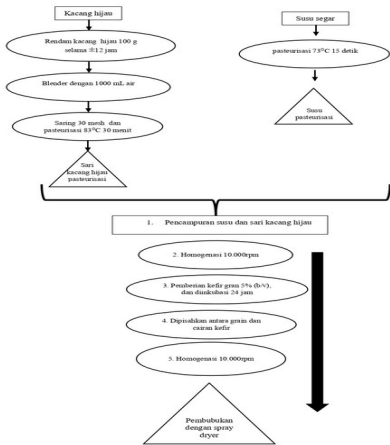 Kacang hijau
Rendam kacang hijau 100 g
selama ±12 jam
Blender dengan 1000 mL air
Saring 30 mesh dan
pasteurisasi 83°C 30 menit
Sari
kacang hijau
pasteurisasi
Susu segar
pasteurisasi 73°C 15 detik
Susu
pasteurisasi
1. Pencampuran susu dan sari kacang hijau
2. Homogenasi 10.000rpm
3. Pemberian kefir gran 5% (b/v),
dan diinkubasi 24 jam
4. Dipisahkan antara grain dan
cairan kefir
5. Homogenasi 10.000rpm
Pembubukan
dengan spray
dryer